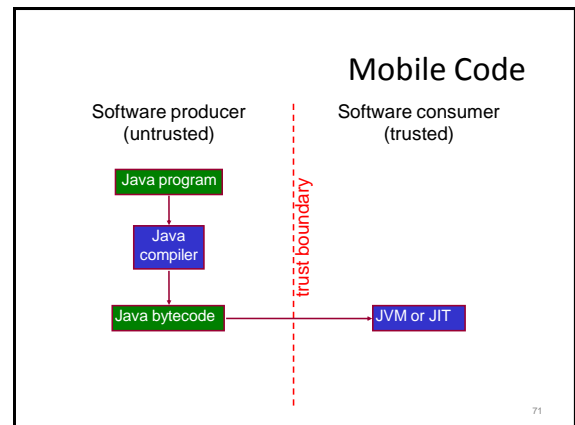 Mobile Code
Software producer
(untrusted)
Software consumer
(trusted)
trust boundary
Java program
Java
compiler
Java bytecode
JVM or JIT
71